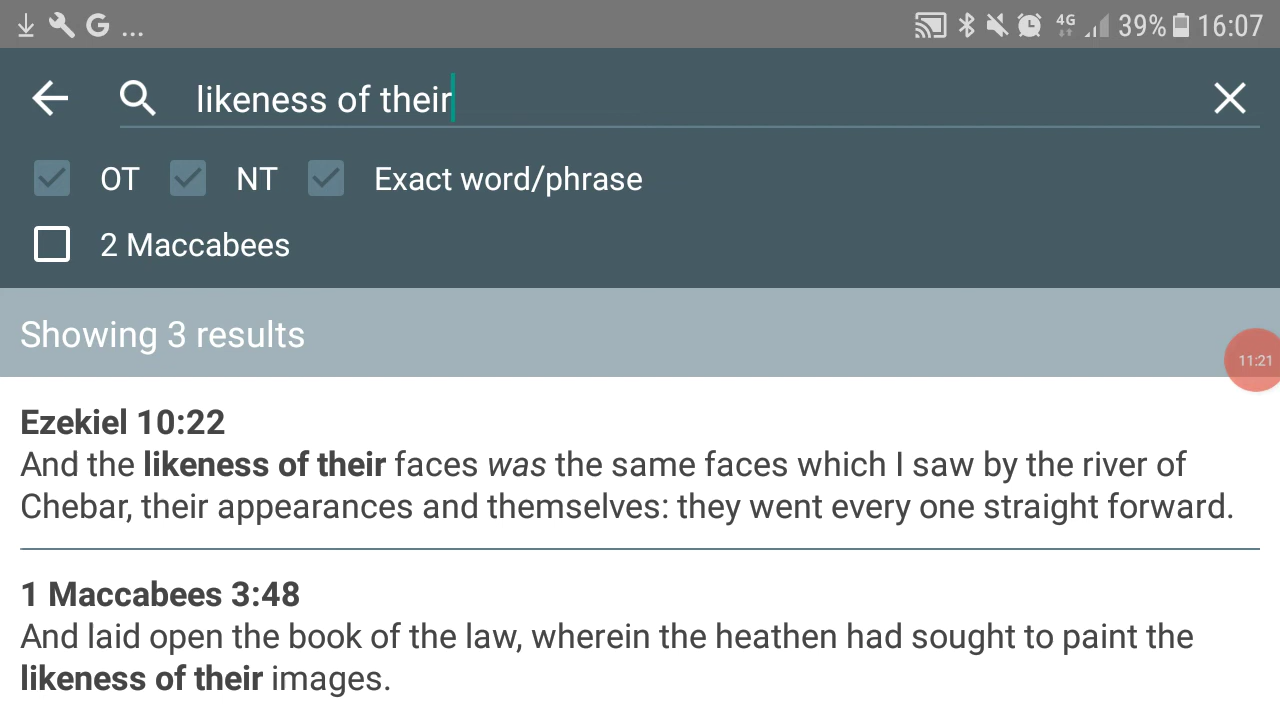 G ... 4G 39% 16:07
likeness of their
OT NT Exact word/phrase
2 Maccabees
Showing 3 results
11:21
Ezekiel 10:22
And the likeness of their faces was the same faces which I saw by the river of
Chebar, their appearances and themselves: they went every one straight forward.
1 Maccabees 3:48
And laid open the book of the law, wherein the heathen had sought to paint the
likeness of their images.